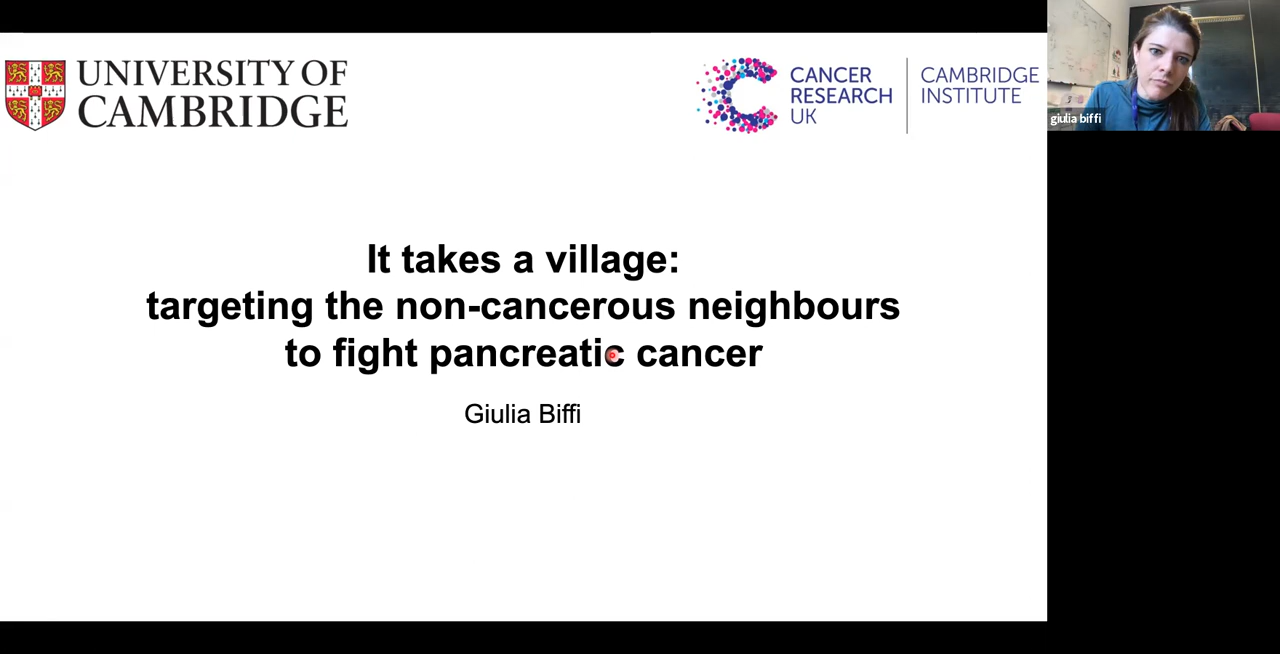 UNIVERSITY OF
CAMBRIDGE
CANCER
RESEARCH
UK
CAMBRIDGE
INSTITUTE
giulia biffi
It takes a village:
targeting the non-cancerous neighbours
to fight pancreatic cancer
Giulia Biffi